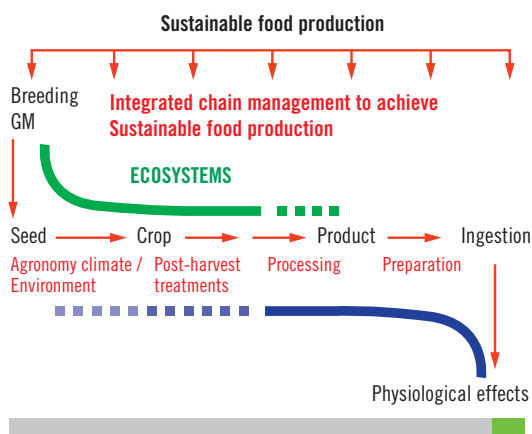 Sustainable food production
Breeding
GM
Integrated chain management to achieve
Sustainable food production
ECOSYSTEMS
Seed Crop Product Ingestion
Agronomy climate / Post-harvest Processing Preparation
Environment treatments
Physiological effects